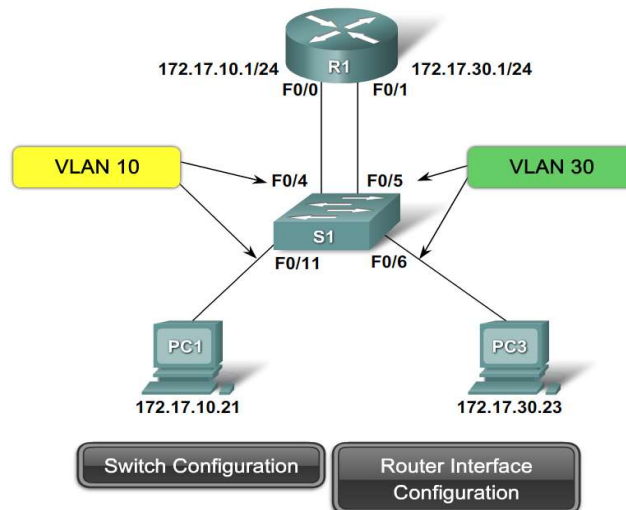 R1
172.17.10.1/24
172.17.30.1/24
F0/0
F0/1
VLAN 10
VLAN 30
F0/4
F0/5
S1
F0/11
F0/6
PC1
PC3
172.17.10.21
172.17.30.23
Switch Configuration
Router Interface
Configuration